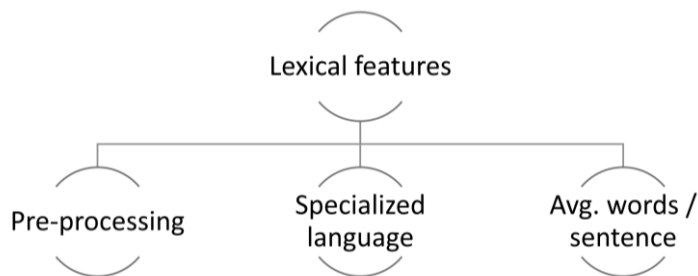 Lexical features
Pre-processing
Specialized
language
Avg. words /
sentence